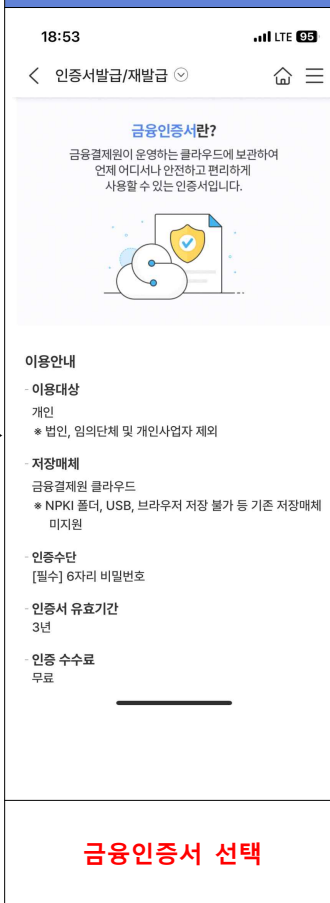 18:53
LTE 95
인증서발급/재발급
금융인증서란?
금융결제원이 운영하는 클라우드에 보관하여
언제 어디서나 안전하고 편리하게
사용할 수 있는 인증서입니다.
이용안내
- 이용대상
개인
※ 법인, 임의단체 및 개인사업자 제외
- 저장매체
금융결제원 클라우드
※ NPKI 폴더, USB, 브라우저 저장 불가 등 기존 저장매체
미지원
- 인증수단
[필수] 6자리 비밀번호
- 인증서 유효기간
3년
- 인증 수수료
무료
금융인증서 선택